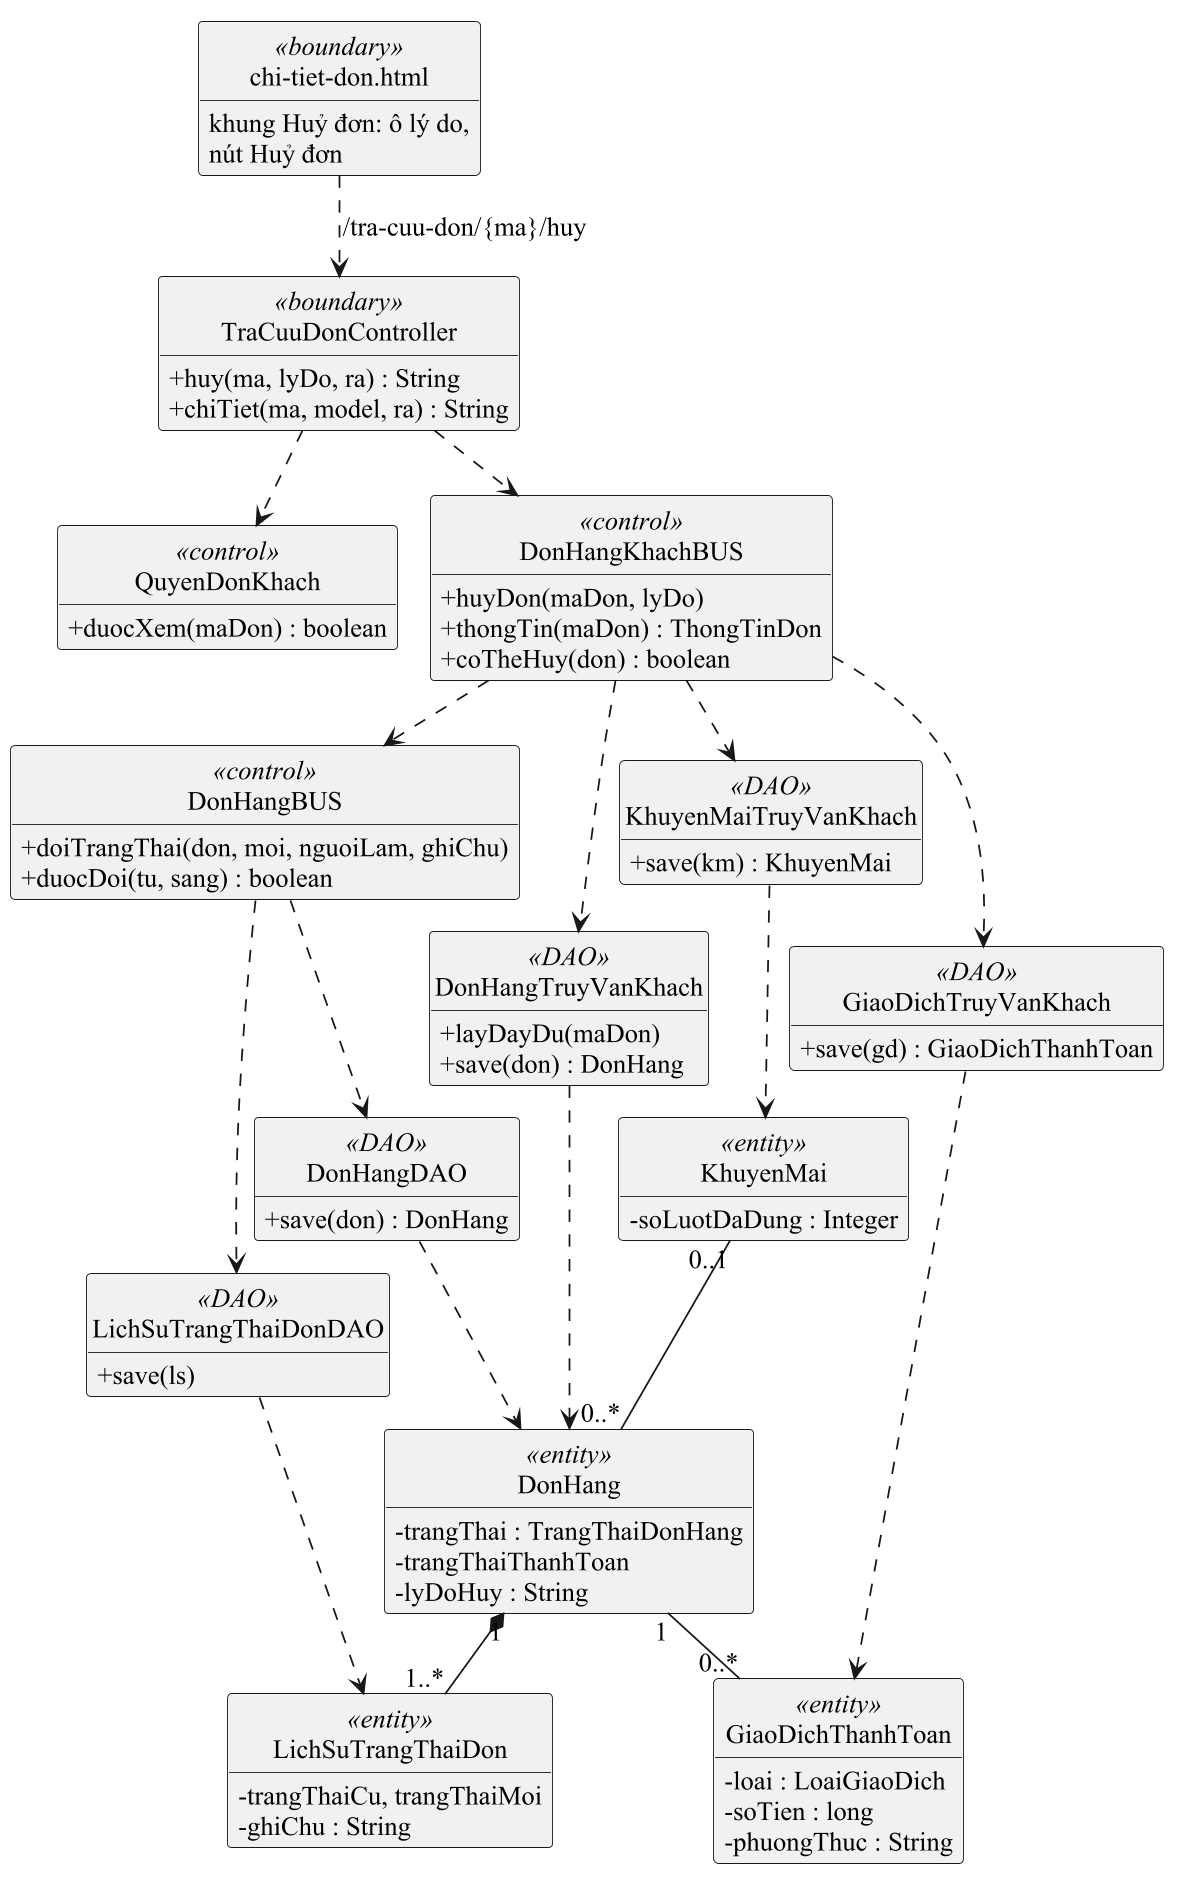 «boundary»
chi-tiet-don.html
khung Huỷ đơn: ô lý do,
nút Huỷ đơn
/tra-cuu-don/{ma}/huy
«boundary»
TraCuuDonController
+huy(ma, lyDo, ra) : String
+chiTiet(ma, model, ra) : String
«control»
QuyenDonKhach
+duocXem(maDon) : boolean
«control»
DonHangKhachBUS
+huyDon(maDon, lyDo)
+thongTin(maDon) : ThongTinDon
+coTheHuy(don) : boolean
«control»
DonHangBUS
+doiTrangThai(don, moi, nguoiLam, ghiChu)
+duocDoi(tu, sang) : boolean
«DAO»
KhuyenMaiTruyVanKhach
+save(km) : KhuyenMai
«DAO»
DonHangTruyVanKhach
+layDayDu(maDon)
+save(don) : DonHang
«DAO»
GiaoDichTruyVanKhach
+save(gd) : GiaoDichThanhToan
«DAO»
DonHangDAO
+save(don) : DonHang
«entity»
KhuyenMai
-soLuotDaDung : Integer
0..1
«DAO»
LichSuTrangThaiDonDAO
+save(ls)
0..*
«entity»
DonHang
-trangThai : TrangThaiDonHang
-trangThaiThanhToan
-lyDoHuy : String
1
1
1..*
0..*
«entity»
LichSuTrangThaiDon
-trangThaiCu, trangThaiMoi
-ghiChu : String
«entity»
GiaoDichThanhToan
-loai : LoaiGiaoDich
-soTien : long
-phuongThuc : String